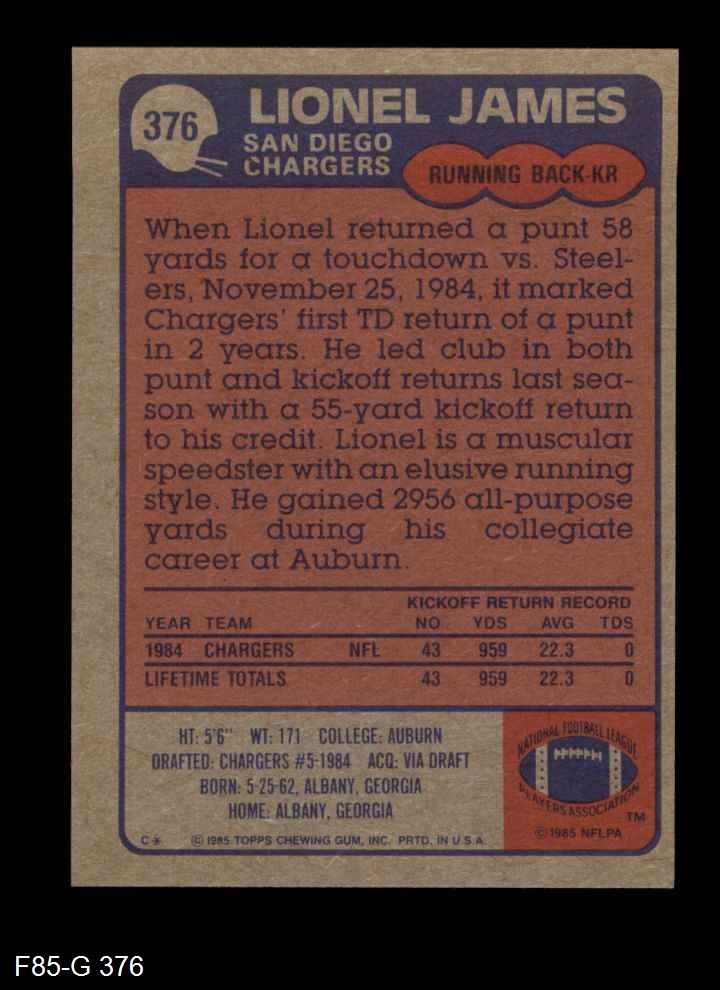 376
LIONEL JAMES
SAN DIEGO
CHARGERS
RUNNING BACK-KR
When Lionel returned a punt 58
yards for a touchdown vs. Steel-
ers, November 25, 1984, it marked
Chargers' first TD return of a punt
in 2 years. He led club in both
punt and kickoff returns last sea-
son with a 55-yard kickoff return
to his credit. Lionel is a muscular
speedster with an elusive running
style. He gained 2956 all-purpose
yards during his collegiate
career at Auburn.
KICKOFF RETURN RECORD
YEAR TEAM NO YDS AVG TDS
1984 CHARGERS NFL 43 959 22.3 0
LIFETIME TOTALS 43 959 22.3 0
HT: 5'6" WT: 171 COLLEGE: AUBURN
DRAFTED: CHARGERS #5-1984 ACQ: VIA DRAFT
BORN: 5-25-62, ALBANY, GEORGIA
HOME: ALBANY, GEORGIA
C* © 1985 TOPPS CHEWING GUM, INC. PRTD. IN U.S.A.
NATIONAL FOOTBALL LEAGUE
PLAYERS ASSOCIATION
TM
© 1985 NFLPA
F85-G 376